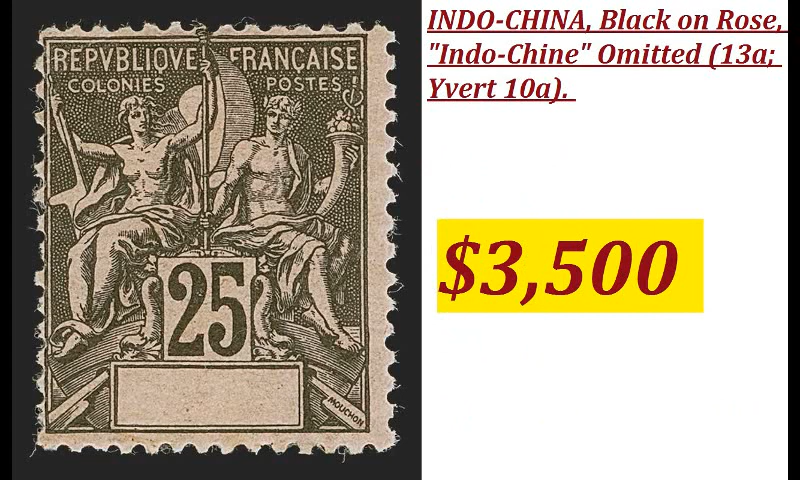 INDO-CHINA, Black on Rose,
"Indo-Chine" Omitted (13a;
Yvert 10a).
$3,500
REPVBLIQVE FRANÇAISE
COLONIES POSTES
25
MOUCHON